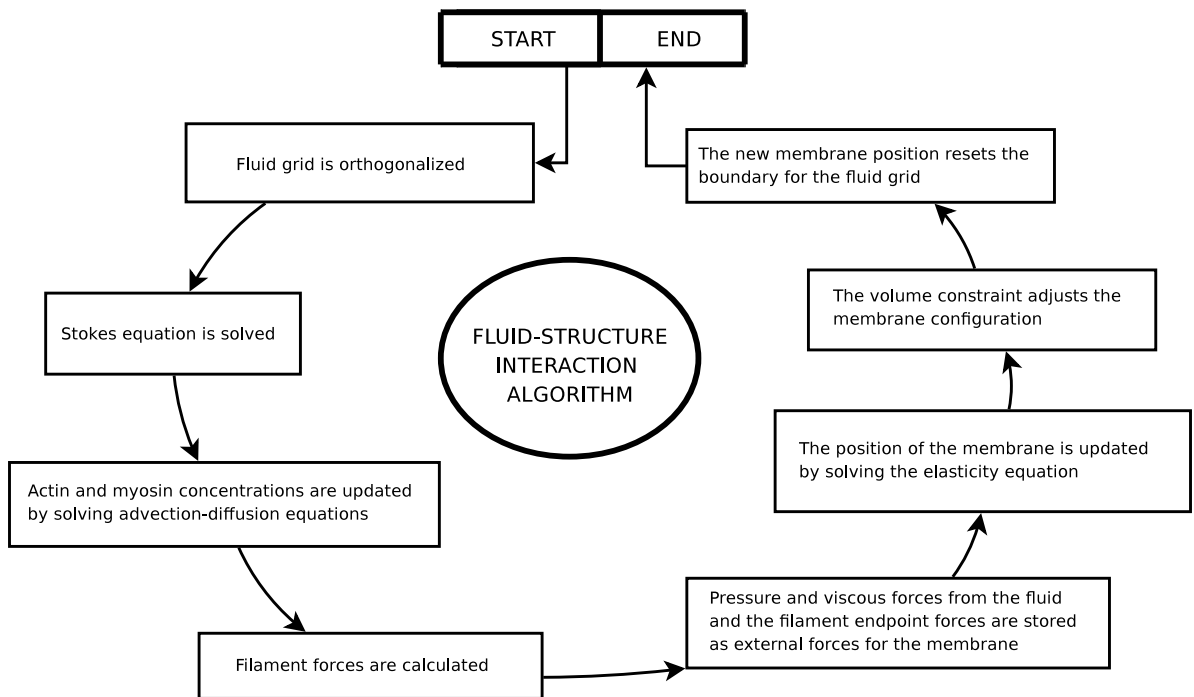 START
END
Fluid grid is orthogonalized
Stokes equation is solved
Actin and myosin concentrations are updated
by solving advection-diffusion equations
Filament forces are calculated
Pressure and viscous forces from the fluid
and the filament endpoint forces are stored
as external forces for the membrane
The position of the membrane is updated
by solving the elasticity equation
The volume constraint adjusts the
membrane configuration
The new membrane position resets the
boundary for the fluid grid
FLUID-STRUCTURE
INTERACTION
ALGORITHM